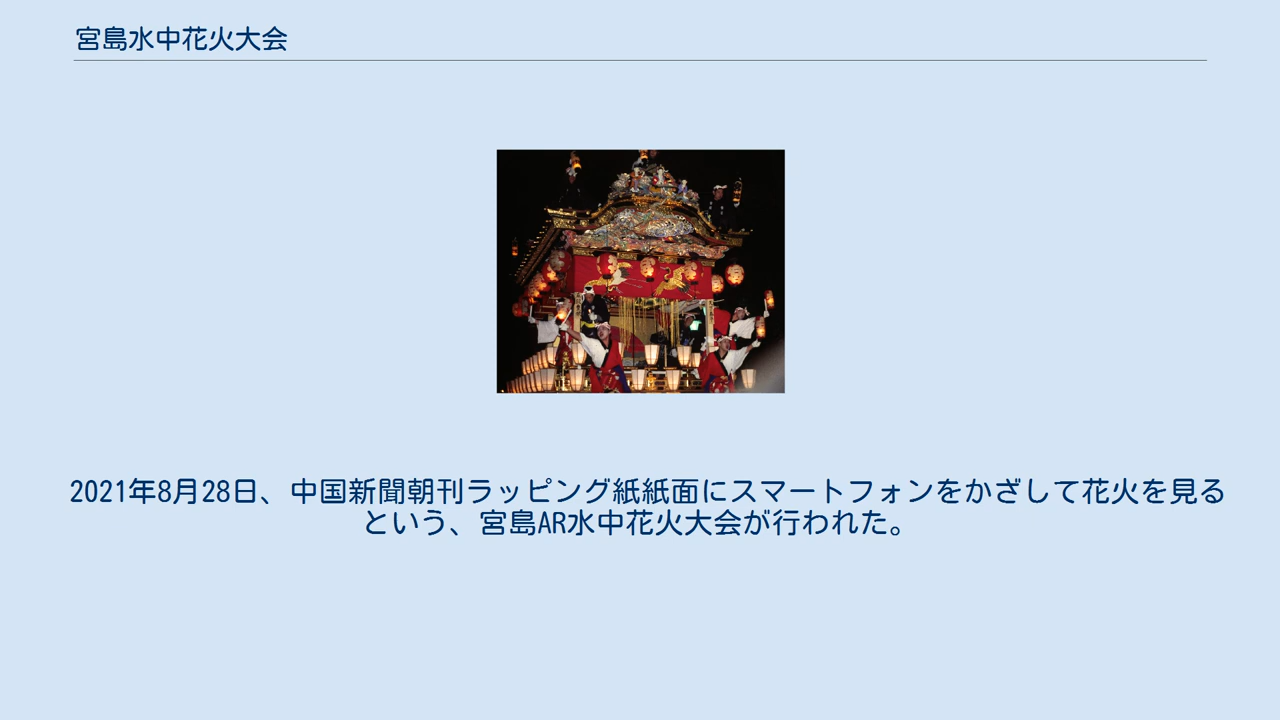 宮島水中花火大会
2021年8月28日、中国新聞朝刊ラッピング紙紙面にスマートフォンをかざして花火を見る
という、宮島AR水中花火大会が行われた。